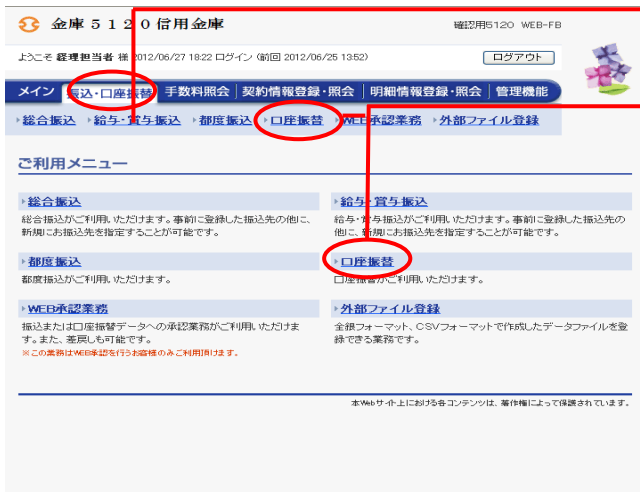 金庫5120信用金庫
確認用5120 WEB-FB
ようこそ 経理担当者 様 2012/06/27 18:22 ログイン (前回 2012/06/25 13:52)
ログアウト
メイン 振込・口座振替 手数料照会 契約情報登録・照会 明細情報登録・照会 管理機能
総合振込 給与・賞与振込 都度振込 口座振替 WEB承認業務 外部ファイル登録
ご利用メニュー
総合振込
総合振込がご利用いただけます。事前に登録した振込先の他に、
新規にお振込先を指定することが可能です。
給与・賞与振込
給与・賞与振込がご利用いただけます。事前に登録した振込先の
他に、新規にお振込先を指定することが可能です。
都度振込
都度振込がご利用いただけます。
口座振替
口座振替がご利用いただけます。
WEB承認業務
振込または口座振替データへの承認業務がご利用いただけま
す。また、差戻しも可能です。
※この業務はWEB承認を行うお客様のみご利用頂けます。
外部ファイル登録
全銀フォーマット、CSVフォーマットで作成したデータファイルを登
録できる業務です。
本Webサイト上における各コンテンツは、著作権によって保護されています。